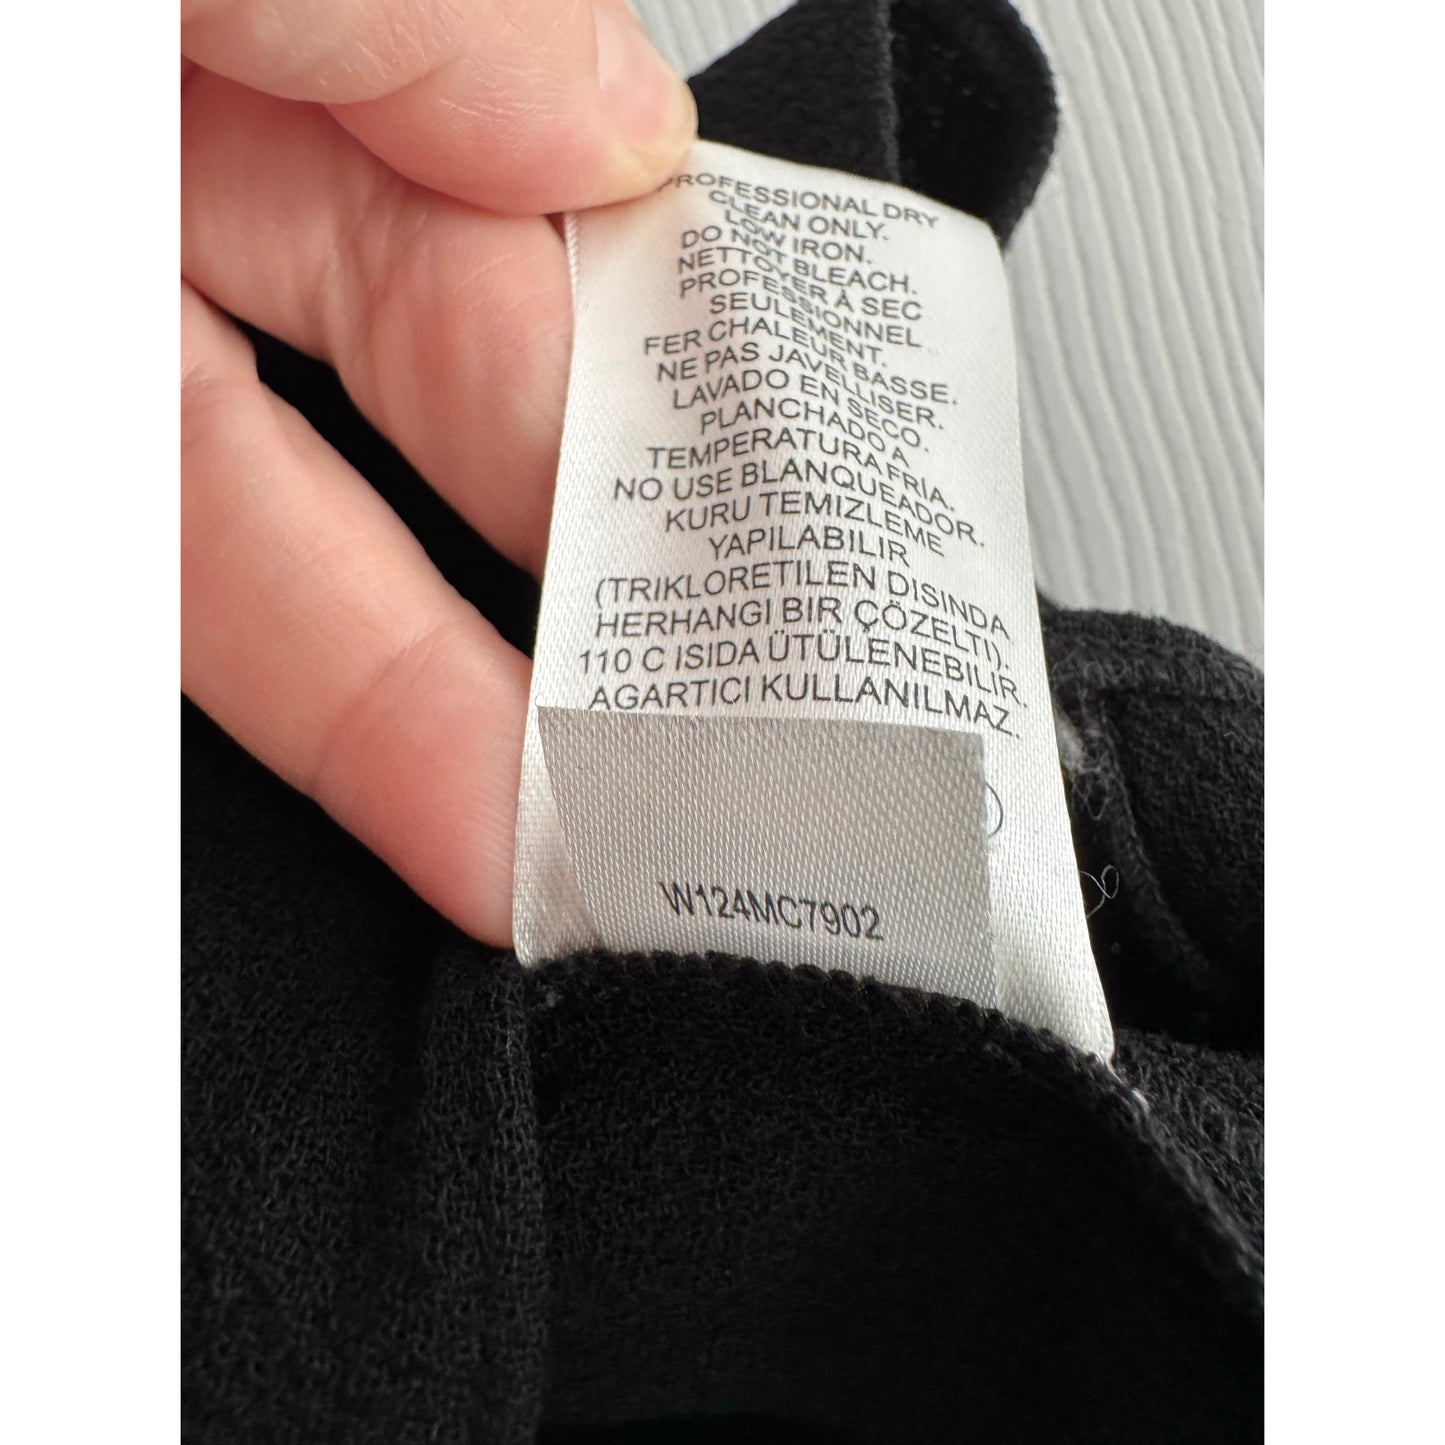 PROFESSIONAL DRY
CLEAN ONLY.
LOW IRON.
DO NOT BLEACH.
NETTOYER À SEC
PROFESSIONNEL
SEULEMENT.
FER CHALEUR BASSE.
NE PAS JAVELLISER.
LAVADO EN SECO.
PLANCHADO A
TEMPERATURA FRIA.
NO USE BLANQUEADOR.
KURU TEMIZLEME
YAPILABILIR
(TRIKLORETILEN DISINDA
HERHANGI BIR ÇÖZELTI).
110 C ISIDA ÜTÜLENEBILIR.
AGARTICI KULLANILMAZ.
W124MC7902